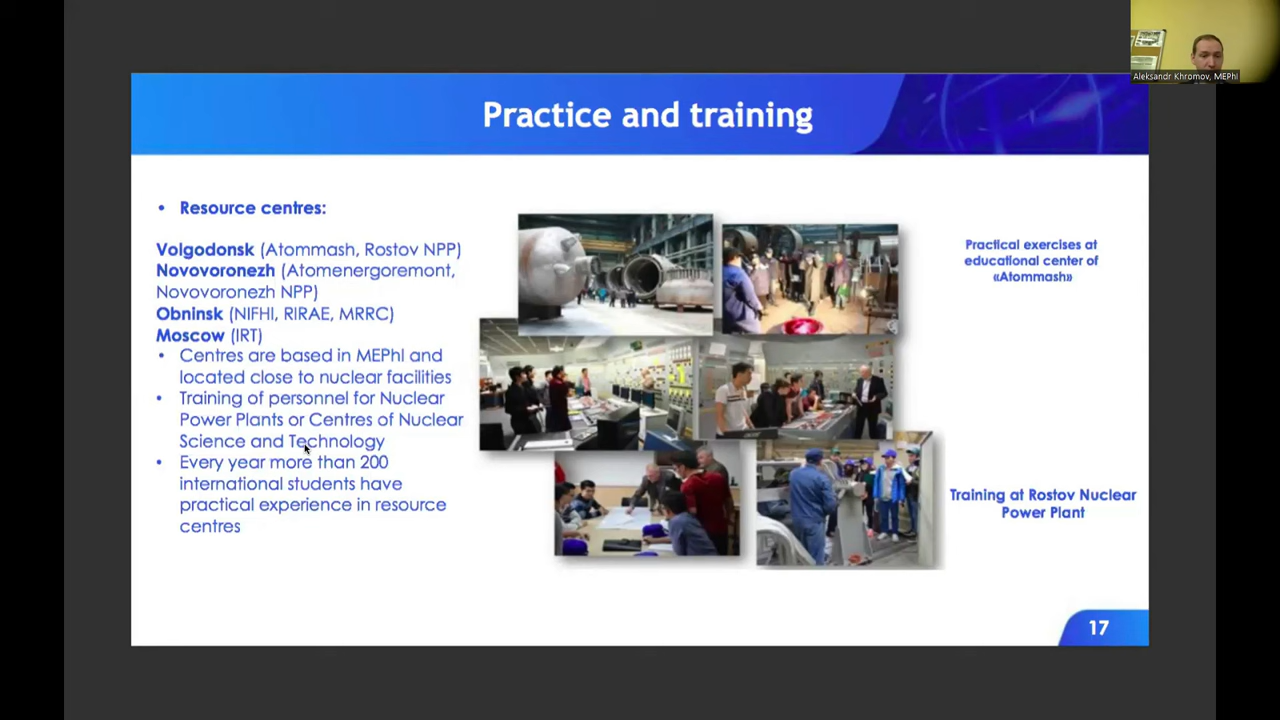 Aleksandr Khromov, MEPhI
Practice and training
• Resource centres:
Volgodonsk (Atommash, Rostov NPP)
Novovoronezh (Atomenergoremont,
Novovoronezh NPP)
Obninsk (NIFHI, RIRAE, MRRC)
Moscow (IRT)
• Centres are based in MEPhI and
located close to nuclear facilities
• Training of personnel for Nuclear
Power Plants or Centres of Nuclear
Science and Technology
• Every year more than 200
international students have
practical experience in resource
centres
Practical exercises at
educational center of
«Atommash»
Training at Rostov Nuclear
Power Plant
17